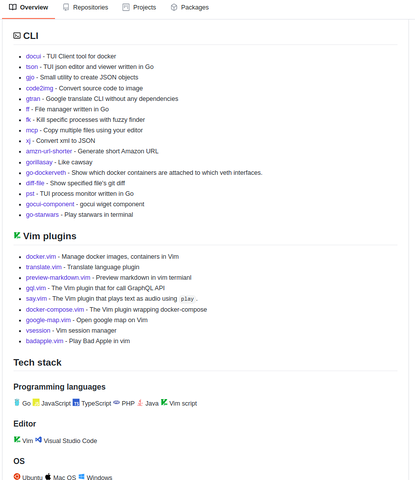 Overview Repositories Projects Packages
CLI
docui - TUI Client tool for docker
tson - TUI json editor and viewer written in Go
gjo - Small utility to create JSON objects
code2img - Convert source code to image
gtran - Google translate CLI without any dependencies
ff - File manager written in Go
fk - Kill specific processes with fuzzy finder
mcp - Copy multiple files using your editor
xj - Convert xml to JSON
amzn-url-shorter - Generate short Amazon URL
gorillasay - Like cawsay
go-dockerveth - Show which docker containers are attached to which veth interfaces.
diff-file - Show specified file's git diff
pst - TUI process monitor written in Go
gocui-component - gocui wiget component
go-starwars - Play starwars in terminal
Vim plugins
docker.vim - Manage docker images, containers in Vim
translate.vim - Translate language plugin
preview-markdown.vim - Preview markdown in vim termianl
gql.vim - The Vim plugin that for call GraphQL API
say.vim - The Vim plugin that plays text as audio using play .
docker-compose.vim - The Vim plugin wrapping docker-compose
google-map.vim - Open google map on Vim
vsession - Vim session manager
badapple.vim - Play Bad Apple in vim
Tech stack
Programming languages
Go JavaScript TS TypeScript PHP Java Vim script
Editor
Vim Visual Studio Code
OS
Ubuntu Mac OS Windows